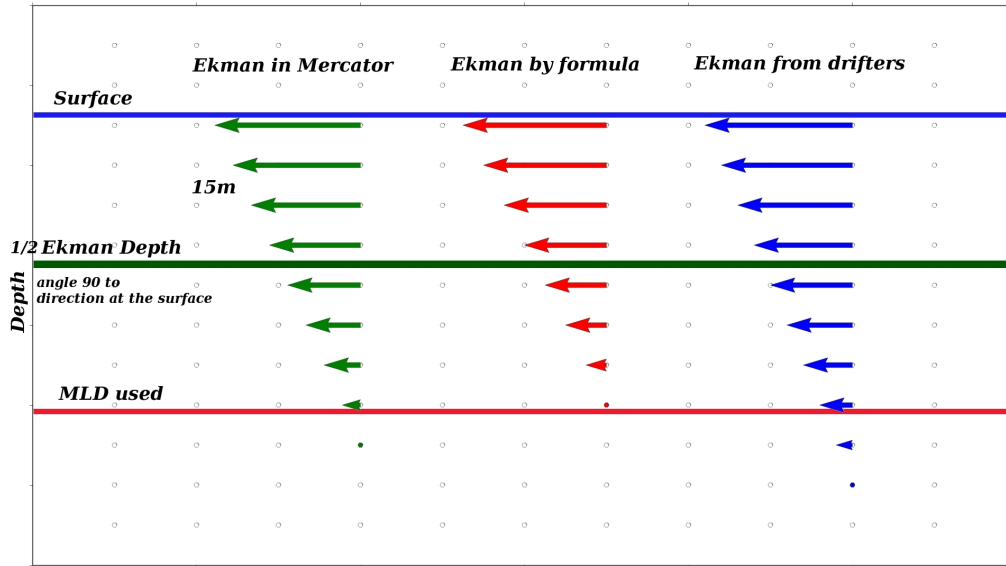 Ekman in Mercator
Ekman by formula
Ekman from drifters
Surface
15m
1/2 Ekman Depth
angle 90 to
direction at the surface
Depth
MLD used